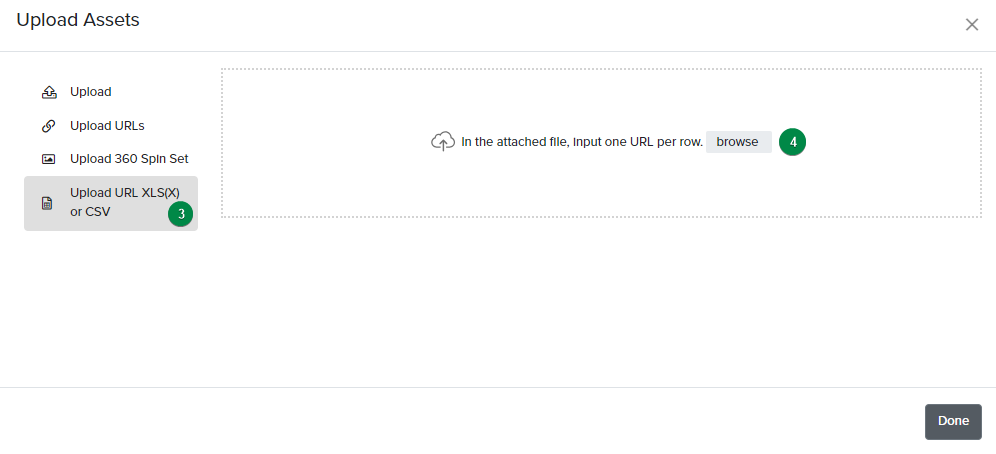 Upload Assets
Upload
Upload URLs
Upload 360 Spin Set
Upload URL XLS(X)
or CSV
3
In the attached file, input one URL per row. browse 4
Done